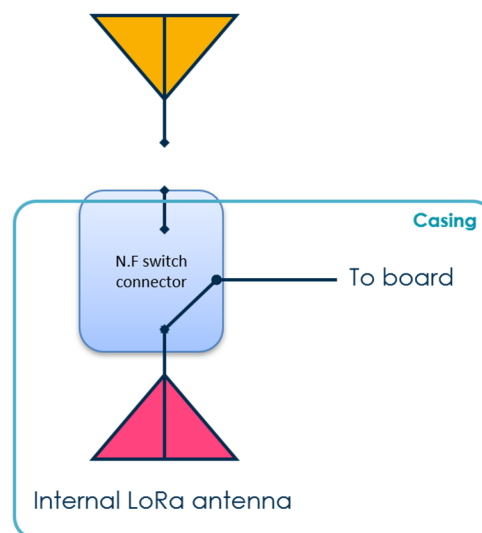 Casing
N.F switch
connector
To board
Internal LoRa antenna